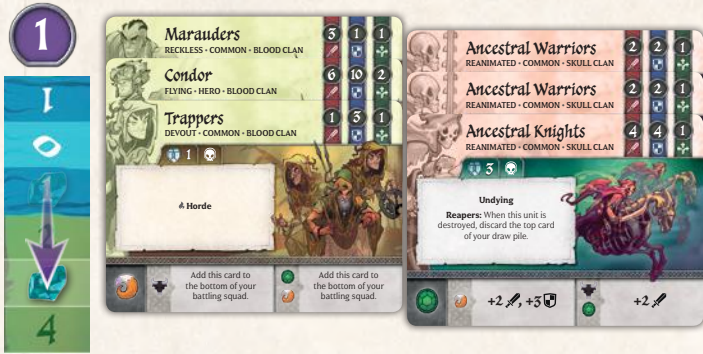 1
1
0
1
2
4
Marauders
3 1 1
RECKLESS • COMMON • BLOOD CLAN
Condor
6 10 2
FLYING • HERO • BLOOD CLAN
Trappers
1 3 1
DEVOUT • COMMON • BLOOD CLAN
1
Horde
Add this card to
the bottom of your
battling squad.
Add this card to
the bottom of your
battling squad.
Ancestral Warriors
2 2 1
REANIMATED • COMMON • SKULL CLAN
Ancestral Warriors
2 2 1
REANIMATED • COMMON • SKULL CLAN
Ancestral Knights
4 4 1
REANIMATED • COMMON • SKULL CLAN
3
Undying
Reapers: When this unit is
destroyed, discard the top card
of your draw pile.
+2 , +3
+2